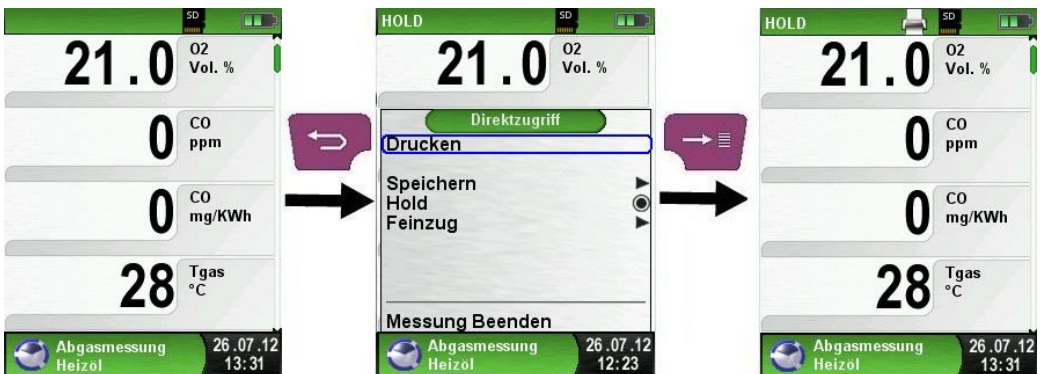 SD
21.0 O2
Vol. %
0 CO
ppm
0 CO
mg/KWh
28 Tgas
°C
Abgasmessung 26.07.12
Heizöl 13:31
HOLD SD
21.0 O2
Vol. %
Direktzugriff
Drucken
Speichern
Hold
Feinzug
Messung Beenden
Abgasmessung 26.07.12
Heizöl 12:23
HOLD SD
21.0 O2
Vol. %
0 CO
ppm
0 CO
mg/KWh
28 Tgas
°C
Abgasmessung 26.07.12
Heizöl 13:31